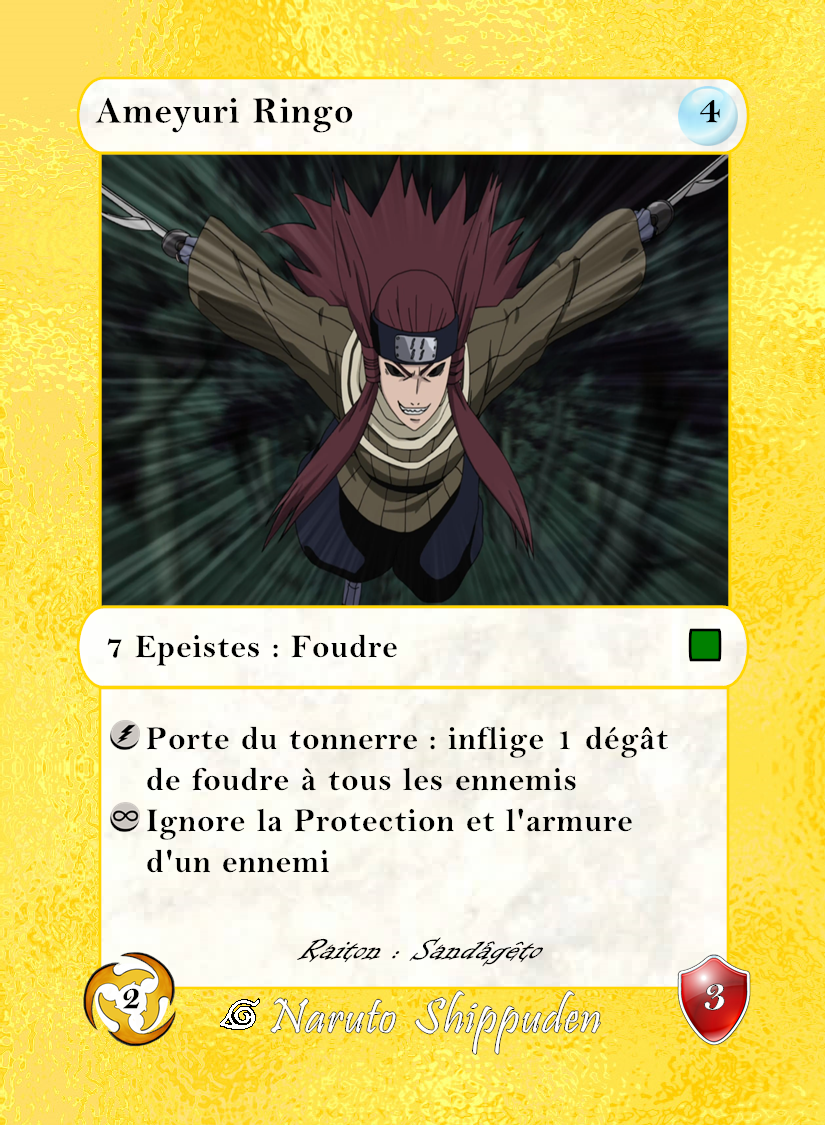 Ameyuri Ringo
4
7 Epeistes : Foudre
Porte du tonnerre : inflige 1 dégât
de foudre à tous les ennemis
Ignore la Protection et l'armure
d'un ennemi
Raiton : Sandâgêto
2
Naruto Shippuden
3